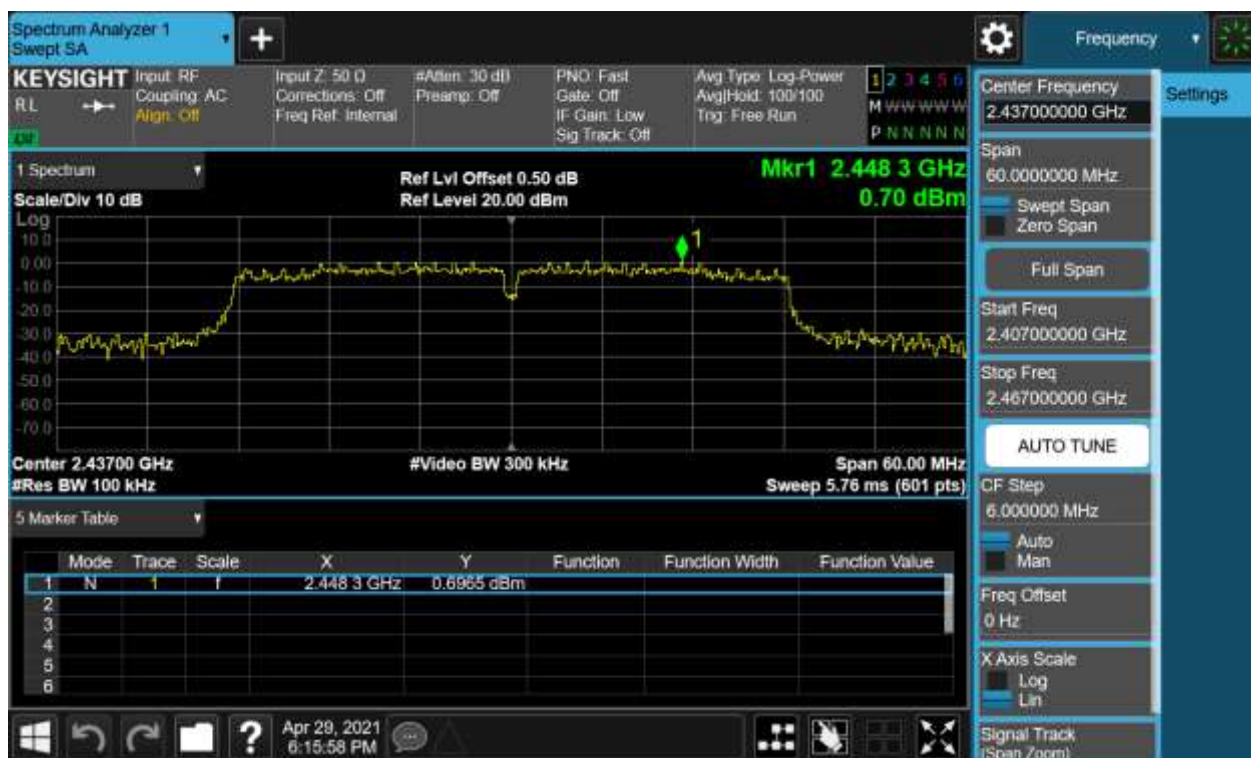 Spectrum Analyzer 1
Swept SA
Frequency
KEYSIGHT
RL
Input: RF
Coupling: AC
Align: Off
Input Z: 50 Ω
Corrections: Off
Freq Ref: Internal
#Atten: 30 dB
Preamp: Off
PNO: Fast
Gate: Off
IF Gain: Low
Sig Track: Off
Avg Type: Log-Power
Avg|Hold: 100/100
Trig: Free Run
1 2 3 4 5 6
M W W W W W
P N N N N N
1 Spectrum
Scale/Div 10 dB
Ref Lvl Offset 0.50 dB
Ref Level 20.00 dBm
Mkr1 2.448 3 GHz
0.70 dBm
Log
10.0
0.00
-10.0
-20.0
-30.0
-40.0
-50.0
-60.0
-70.0
1
Center 2.43700 GHz
#Res BW 100 kHz
#Video BW 300 kHz
Span 60.00 MHz
Sweep 5.76 ms (601 pts)
5 Marker Table
Mode Trace Scale X Y Function Function Width Function Value
1 N 1 f 2.448 3 GHz 0.6965 dBm
2
3
4
5
6
Apr 29, 2021
6:15:58 PM
?
Center Frequency
2.437000000 GHz
Settings
Span
60.0000000 MHz
Swept Span
Zero Span
Full Span
Start Freq
2.407000000 GHz
Stop Freq
2.467000000 GHz
AUTO TUNE
CF Step
6.000000 MHz
Auto
Man
Freq Offset
0 Hz
X Axis Scale
Log
Lin
Signal Track
(Span Zoom)